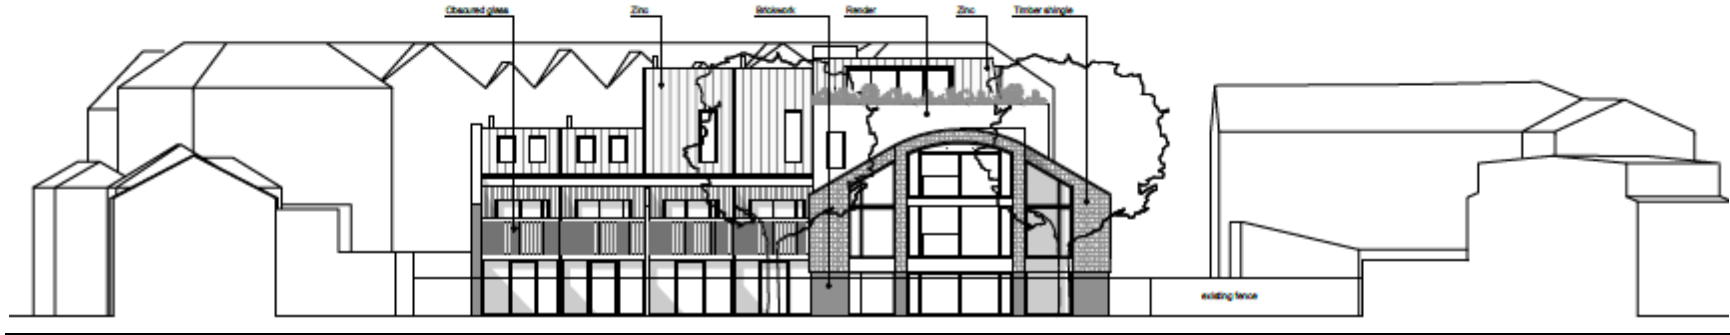 Obscured glass
Zinc
Brickwork
Render
Zinc
Timber shingle
existing fence